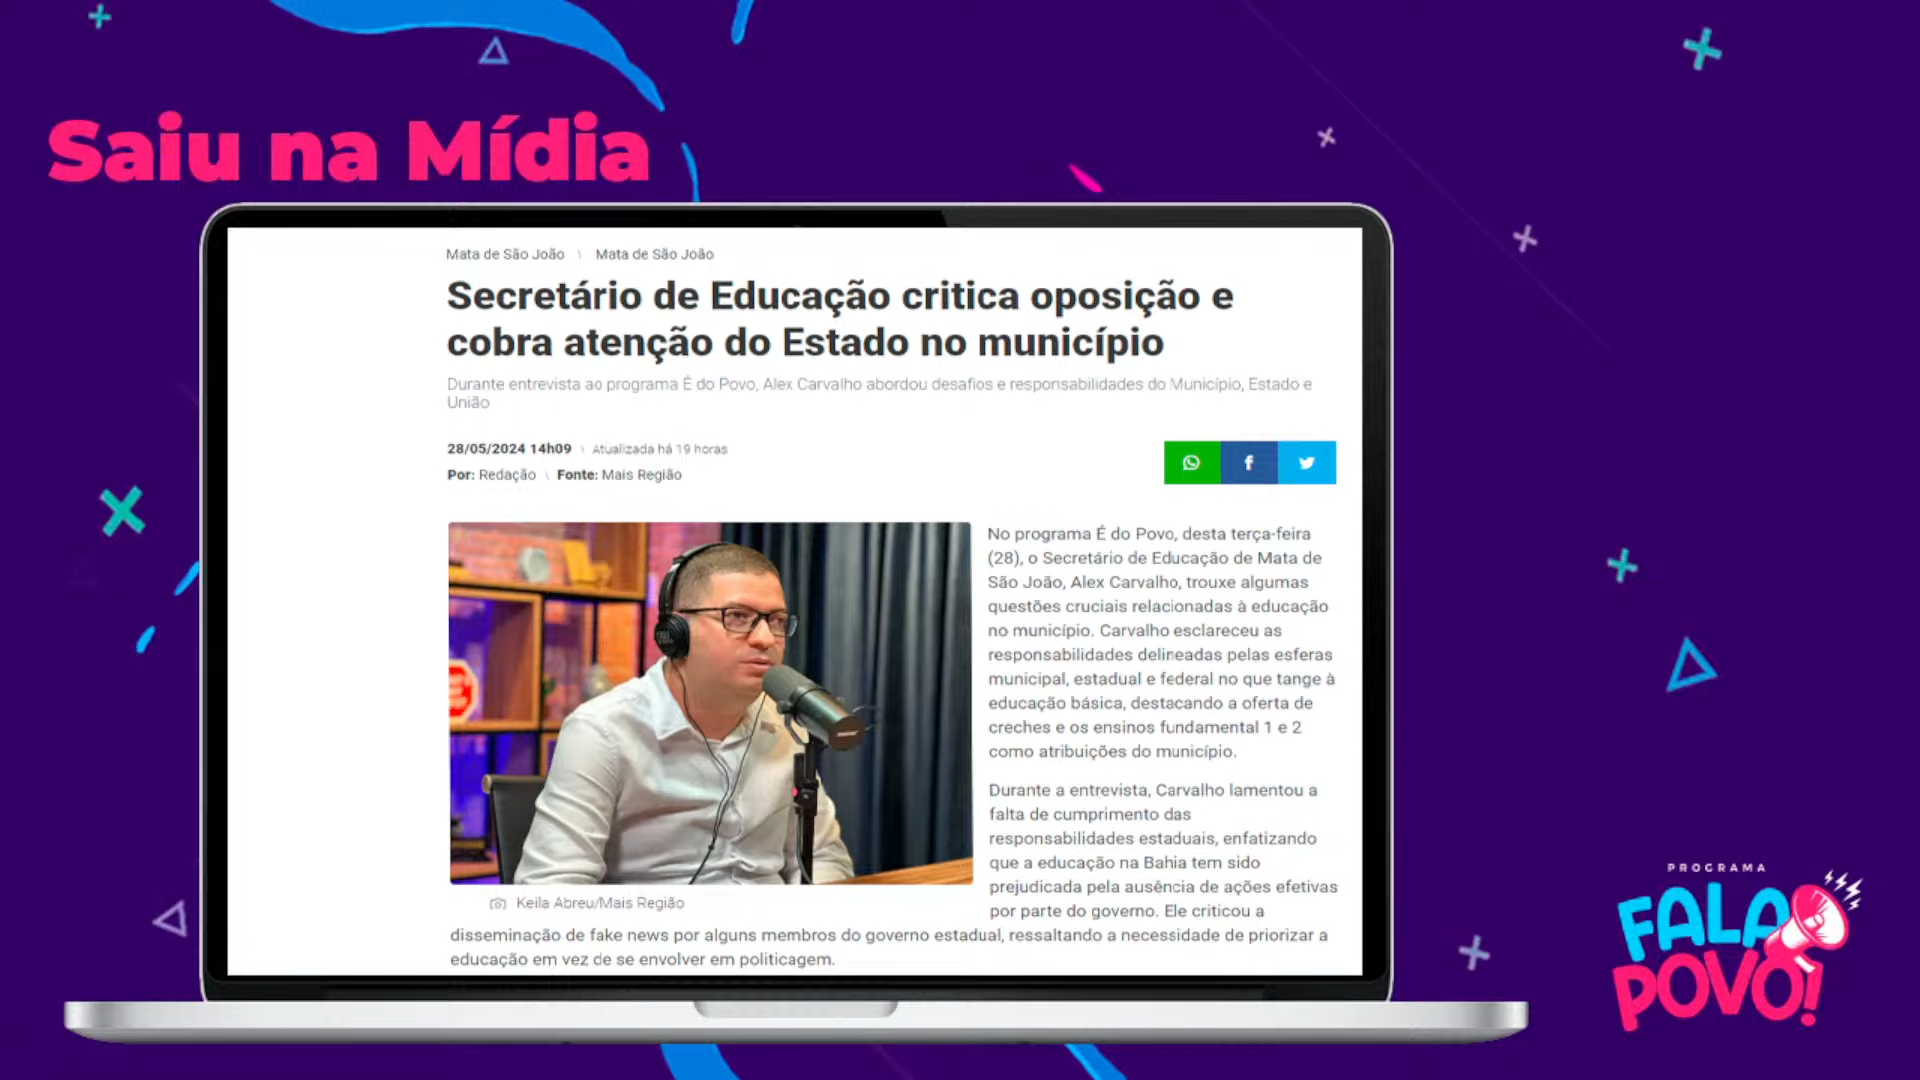 Saiu na Mídia
Mata de São João \ Mata de São João
Secretário de Educação critica oposição e
cobra atenção do Estado no município
Durante entrevista ao programa É do Povo, Alex Carvalho abordou desafios e responsabilidades do Município, Estado e
União
28/05/2024 14h09 \ Atualizada há 19 horas
Por: Redação \ Fonte: Mais Região
No programa É do Povo, desta terça-feira
(28), o Secretário de Educação de Mata de
São João, Alex Carvalho, trouxe algumas
questões cruciais relacionadas à educação
no município. Carvalho esclareceu as
responsabilidades delineadas pelas esferas
municipal, estadual e federal no que tange à
educação básica, destacando a oferta de
creches e os ensinos fundamental 1 e 2
como atribuições do município.
Durante a entrevista, Carvalho lamentou a
falta de cumprimento das
responsabilidades estaduais, enfatizando
que a educação na Bahia tem sido
prejudicada pela ausência de ações efetivas
por parte do governo. Ele criticou a
disseminação de fake news por alguns membros do governo estadual, ressaltando a necessidade de priorizar a
educação em vez de se envolver em politicagem.
Keila Abreu/Mais Região
PROGRAMA
FALA
POVO!